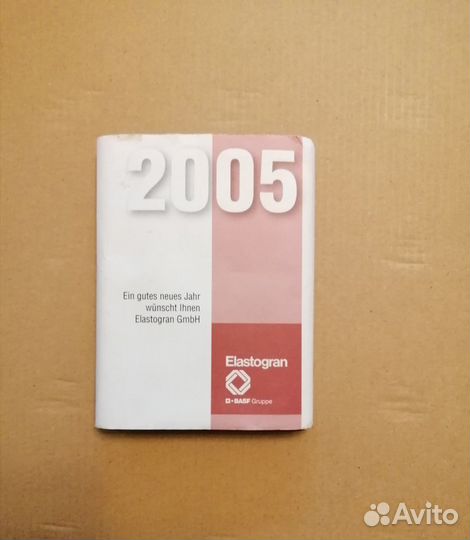 2005
Ein gutes neues Jahr
wünscht Ihnen
Elastogran GmbH
Elastogran
BASF Gruppe
Avito